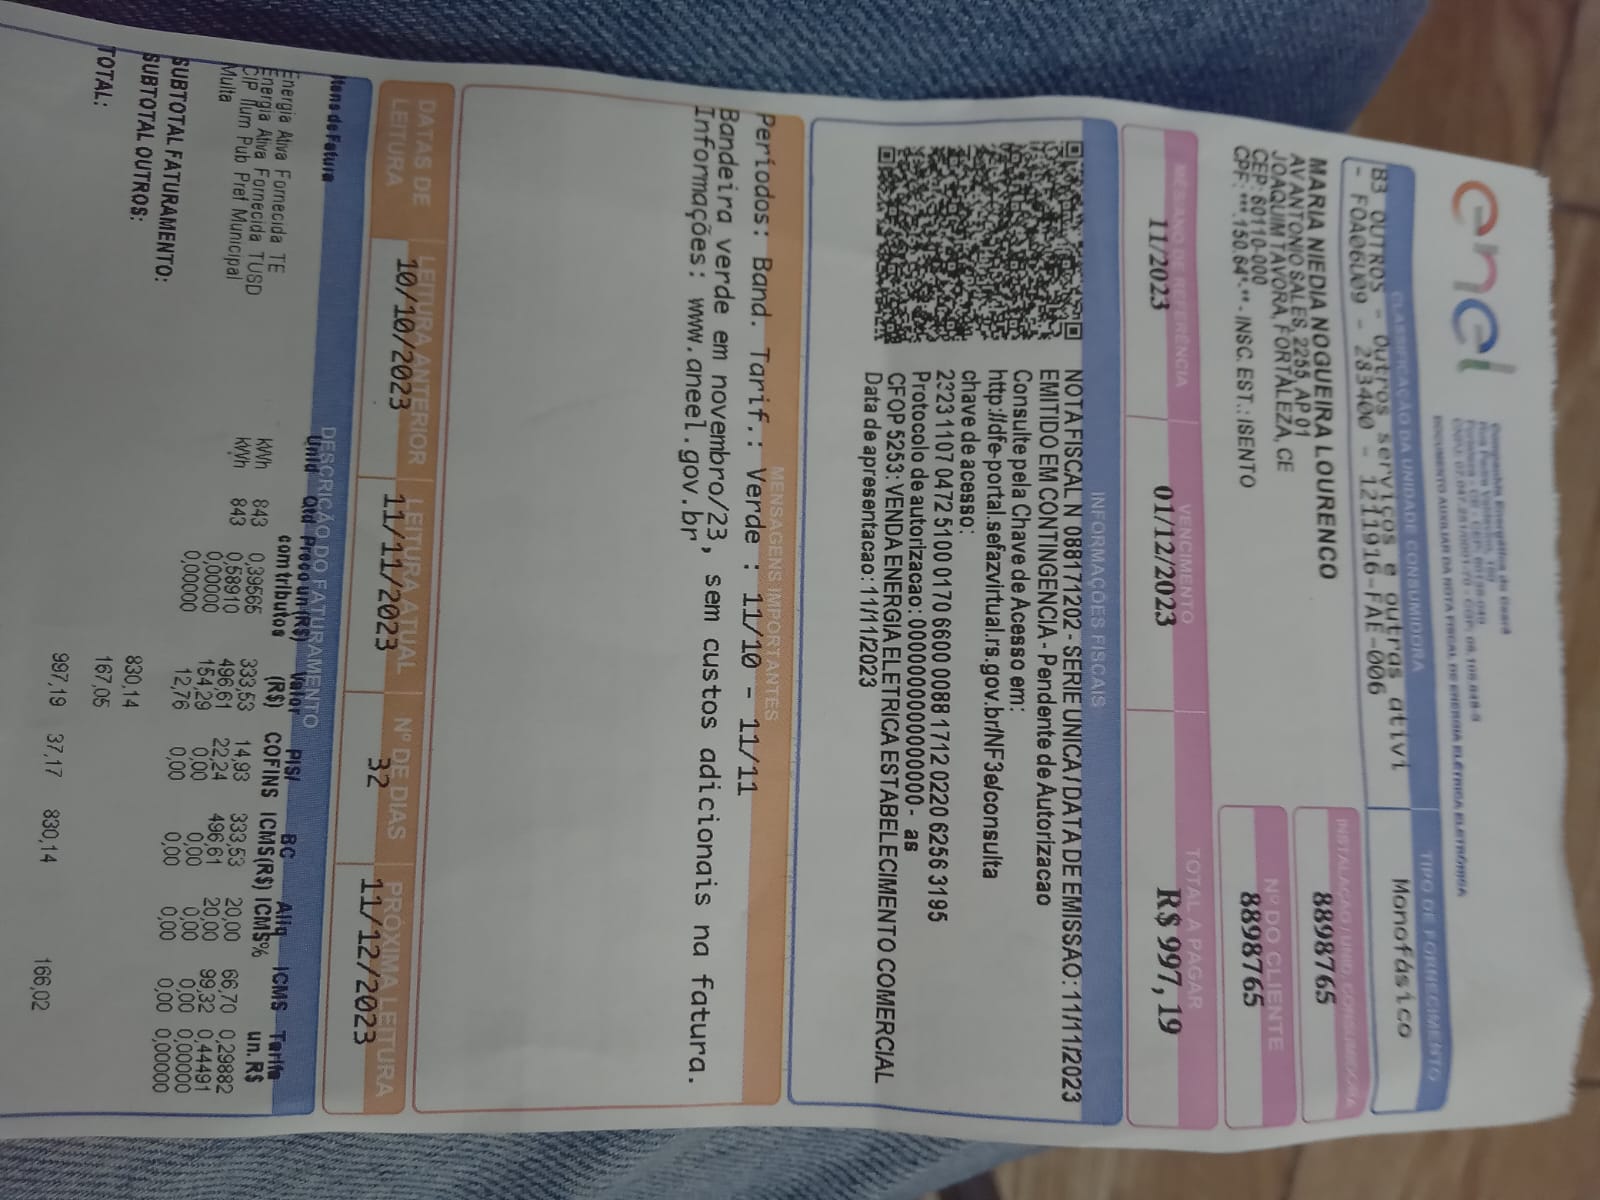 enel
Companhia Energética do Ceará
DOCUMENTO AUXILIAR DA NOTA FISCAL DE ENERGIA ELÉTRICA ELETRÔNICA
CLASSIFICAÇÃO DA UNIDADE CONSUMIDORA
TIPO DE FORNECIMENTO
B3 OUTROS - Outros serviços e outras ativi
- FOA06U09 - 283400 - 1211916-FAE-006
Monofásico
MARIA NIEDIA NOGUEIRA LOURENCO
AV ANTONIO SALES, 2255, AP 01
JOAQUIM TAVORA, FORTALEZA, CE
CEP: 60110-000
CPF: ***.150.64*-** - INSC. EST.: ISENTO
INSTALAÇÃO / UNID. CONSUMIDORA
8898765
Nº DO CLIENTE
8898765
MÊS/ANO DE REFERÊNCIA
VENCIMENTO
TOTAL A PAGAR
11/2023
01/12/2023
R$ 997,19
INFORMAÇÕES FISCAIS
NOTA FISCAL N 088171202 - SERIE UNICA / DATA DE EMISSÃO: 11/11/2023
EMITIDO EM CONTINGENCIA - Pendente de Autorizacao
Consulte pela Chave de Acesso em:
http://dfe-portal.sefazvirtual.rs.gov.br/NF3e/consulta
chave de acesso:
2323 1107 0472 5100 0170 6600 0088 1712 0220 6256 3195
Protocolo de autorizacao: 0000000000000000 - as
CFOP 5253: VENDA ENERGIA ELETRICA ESTABELECIMENTO COMERCIAL
Data de apresentacao: 11/11/2023
MENSAGENS IMPORTANTES
Períodos: Band. Tarif.: Verde : 11/10 - 11/11
Bandeira verde em novembro/23, sem custos adicionais na fatura.
Informações: www.aneel.gov.br
DATAS DE LEITURA
LEITURA ANTERIOR
LEITURA ATUAL
Nº DE DIAS
PRÓXIMA LEITURA
10/10/2023
11/11/2023
32
11/12/2023
DESCRIÇÃO DO FATURAMENTO
Itens de Fatura Unid Qtd Preco un(R$) com tributos Valor (R$) PIS/ COFINS BC ICMS(R$) Aliq ICMS% ICMS Tarifa un. R$
Energia Ativa Fornecida TE kWh 843 0,39565 333,53 14,93 333,53 20,00 66,70 0,29882
Energia Ativa Fornecida TUSD kWh 843 0,58910 496,61 22,24 496,61 20,00 99,32 0,44491
CIP Ilum Pub Pref Municipal 0,00000 154,29 0,00 0,00 0,00 0,00 0,00000
Multa 0,00000 12,76 0,00 0,00 0,00 0,00 0,00000
SUBTOTAL FATURAMENTO: 830,14
SUBTOTAL OUTROS: 167,05
TOTAL: 997,19 37,17 830,14 166,02